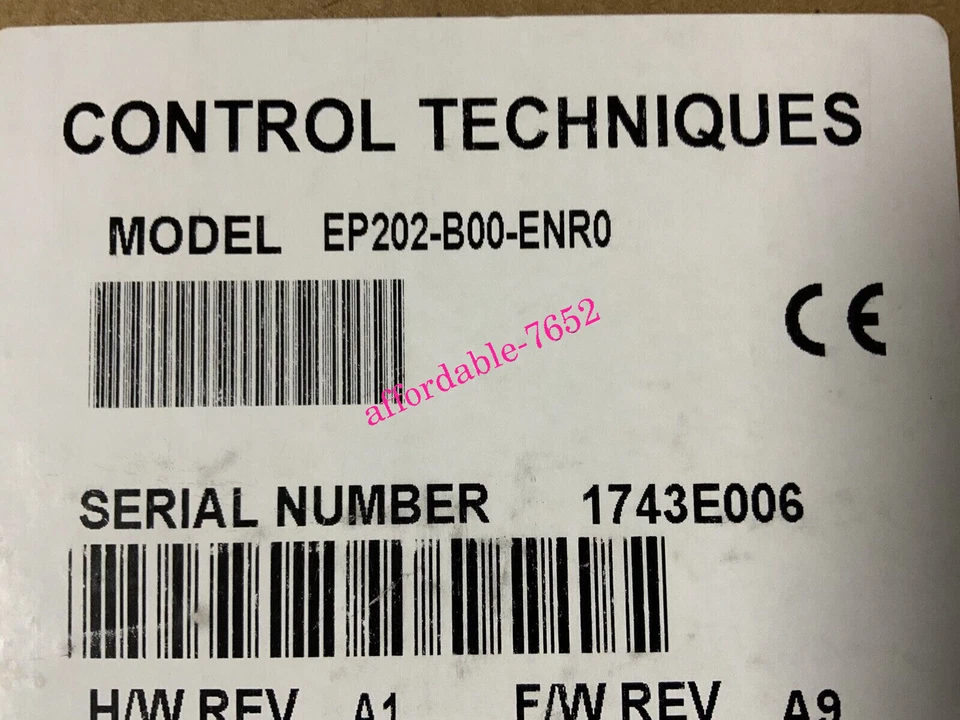 CONTROL TECHNIQUES
MODEL EP202-B00-ENR0
CE
affordable-7652
SERIAL NUMBER 1743E006
H/W REV A1 F/W REV A9